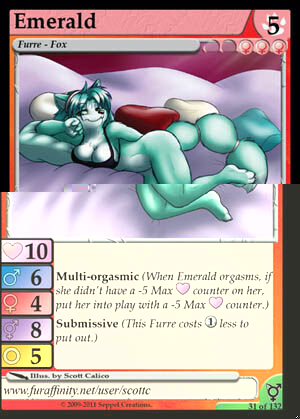 Emerald
5
Furre - Fox
10
6
4
8
5
Multi-orgasmic (When Emerald orgasms, if
she didn't have a -5 Max counter on her,
put her into play with a -5 Max counter.)
Submissive (This Furre costs 1 less to
put out.)
Illus. by Scott Calico
www.furaffinity.net/user/scottc
© 2009-2011 Seppel Creations.
31 of 132